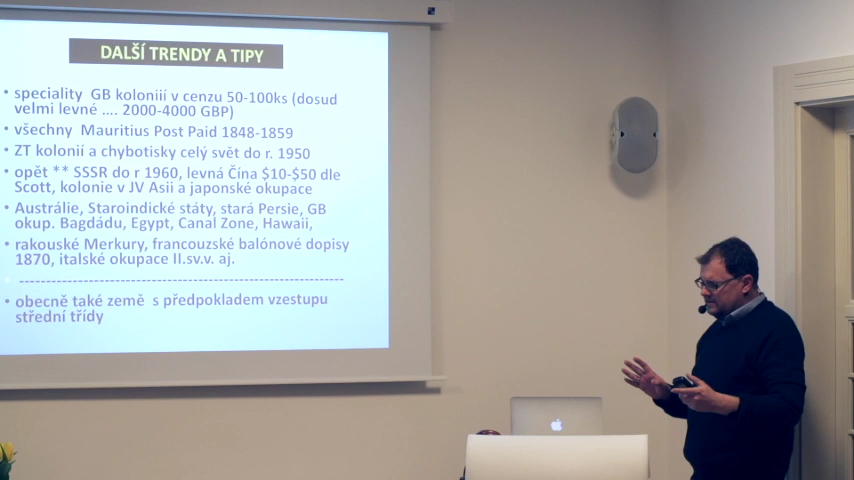 DALŠÍ TRENDY A TIPY
• speciality GB koloniíí v cenzu 50-100ks (dosud
velmi levné .... 2000-4000 GBP)
• všechny Mauritius Post Paid 1848-1859
• ZT kolonií a chybotisky celý svět do r. 1950
• opět ** SSSR do r 1960, levná Čína $10-$50 dle
Scott, kolonie v JV Asii a japonské okupace
• Austrálie, Staroindické státy, stará Persie, GB
okup. Bagdádu, Egypt, Canal Zone, Hawaii,
• rakouské Merkury, francouzské balónové dopisy
1870, italské okupace II.sv.v. aj.
• -----------------------------------------------------------
• obecně také země s předpokladem vzestupu
střední třídy